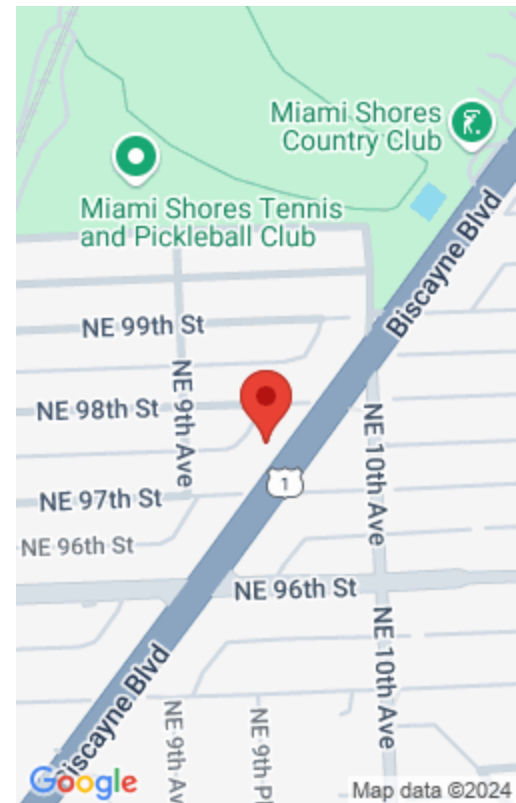 Miami Shores
Country Club
Miami Shores Tennis
and Pickleball Club
Biscayne Blvd
NE 99th St
NE 9th Ave
NE 98th St
NE 10th Ave
1
NE 97th St
NE 96th St
NE 96th St
NE 10th Ave
Biscayne Blvd
NE 9th Av
NE 9th Pl
Google
Map data ©2024